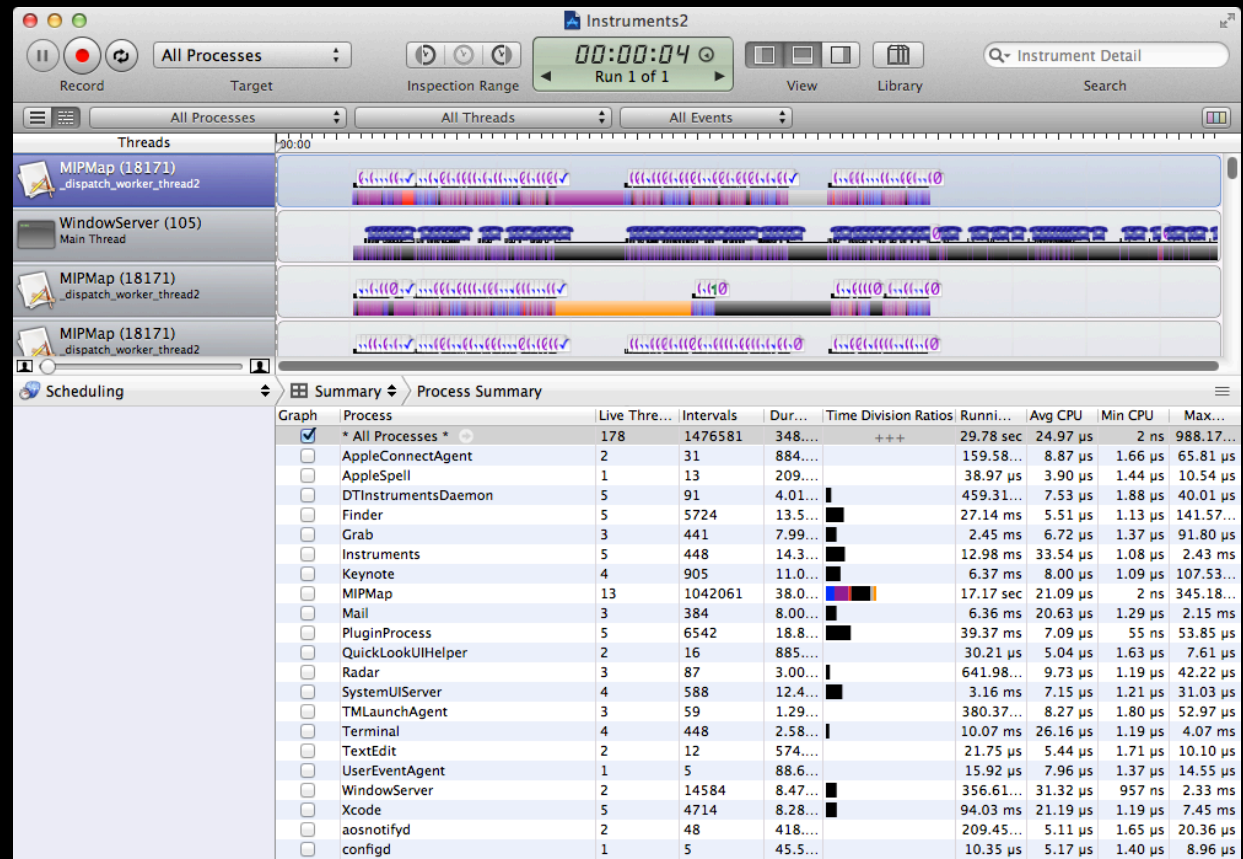 Instruments2
All Processes
00:00:04
Run 1 of 1
Instrument Detail
Record Target Inspection Range View Library Search
All Processes All Threads All Events
Threads 00:00
MIPMap (18171)
_dispatch_worker_thread2
WindowServer (105)
Main Thread
MIPMap (18171)
_dispatch_worker_thread2
MIPMap (18171)
_dispatch_worker_thread2
Scheduling Summary Process Summary
Graph Process Live Thre... Intervals Dur... Time Division Ratios Runni... Avg CPU Min CPU Max...
* All Processes * 178 1476581 348.... +++ 29.78 sec 24.97 µs 2 ns 988.17...
AppleConnectAgent 2 31 884.... 159.58... 8.87 µs 1.66 µs 65.81 µs
AppleSpell 1 13 209.... 38.97 µs 3.90 µs 1.44 µs 10.54 µs
DTInstrumentsDaemon 5 91 4.01... 459.31... 7.53 µs 1.88 µs 40.01 µs
Finder 5 5724 13.5... 27.14 ms 5.51 µs 1.13 µs 141.57...
Grab 3 441 7.99... 2.45 ms 6.72 µs 1.37 µs 91.80 µs
Instruments 5 448 14.3... 12.98 ms 33.54 µs 1.08 µs 2.43 ms
Keynote 4 905 11.0... 6.37 ms 8.00 µs 1.09 µs 107.53...
MIPMap 13 1042061 38.0... 17.17 sec 21.09 µs 2 ns 345.18...
Mail 3 384 8.00... 6.36 ms 20.63 µs 1.29 µs 2.15 ms
PluginProcess 5 6542 18.8... 39.37 ms 7.09 µs 55 ns 53.85 µs
QuickLookUIHelper 2 16 885.... 30.21 µs 5.04 µs 1.63 µs 7.61 µs
Radar 3 87 3.00... 641.98... 9.73 µs 1.19 µs 42.22 µs
SystemUIServer 4 588 12.4... 3.16 ms 7.15 µs 1.21 µs 31.03 µs
TMLaunchAgent 3 59 1.29... 380.37... 8.27 µs 1.80 µs 52.97 µs
Terminal 4 448 2.58... 10.07 ms 26.16 µs 1.19 µs 4.07 ms
TextEdit 2 12 574.... 21.75 µs 5.44 µs 1.71 µs 10.10 µs
UserEventAgent 1 5 88.6... 15.92 µs 7.96 µs 1.37 µs 14.55 µs
WindowServer 2 14584 8.47... 356.61... 31.32 µs 957 ns 2.33 ms
Xcode 5 4714 8.28... 94.03 ms 21.19 µs 1.19 µs 7.45 ms
aosnotifyd 2 48 418.... 209.45... 5.11 µs 1.65 µs 20.36 µs
configd 1 5 45.5... 10.35 µs 5.17 µs 1.40 µs 8.96 µs